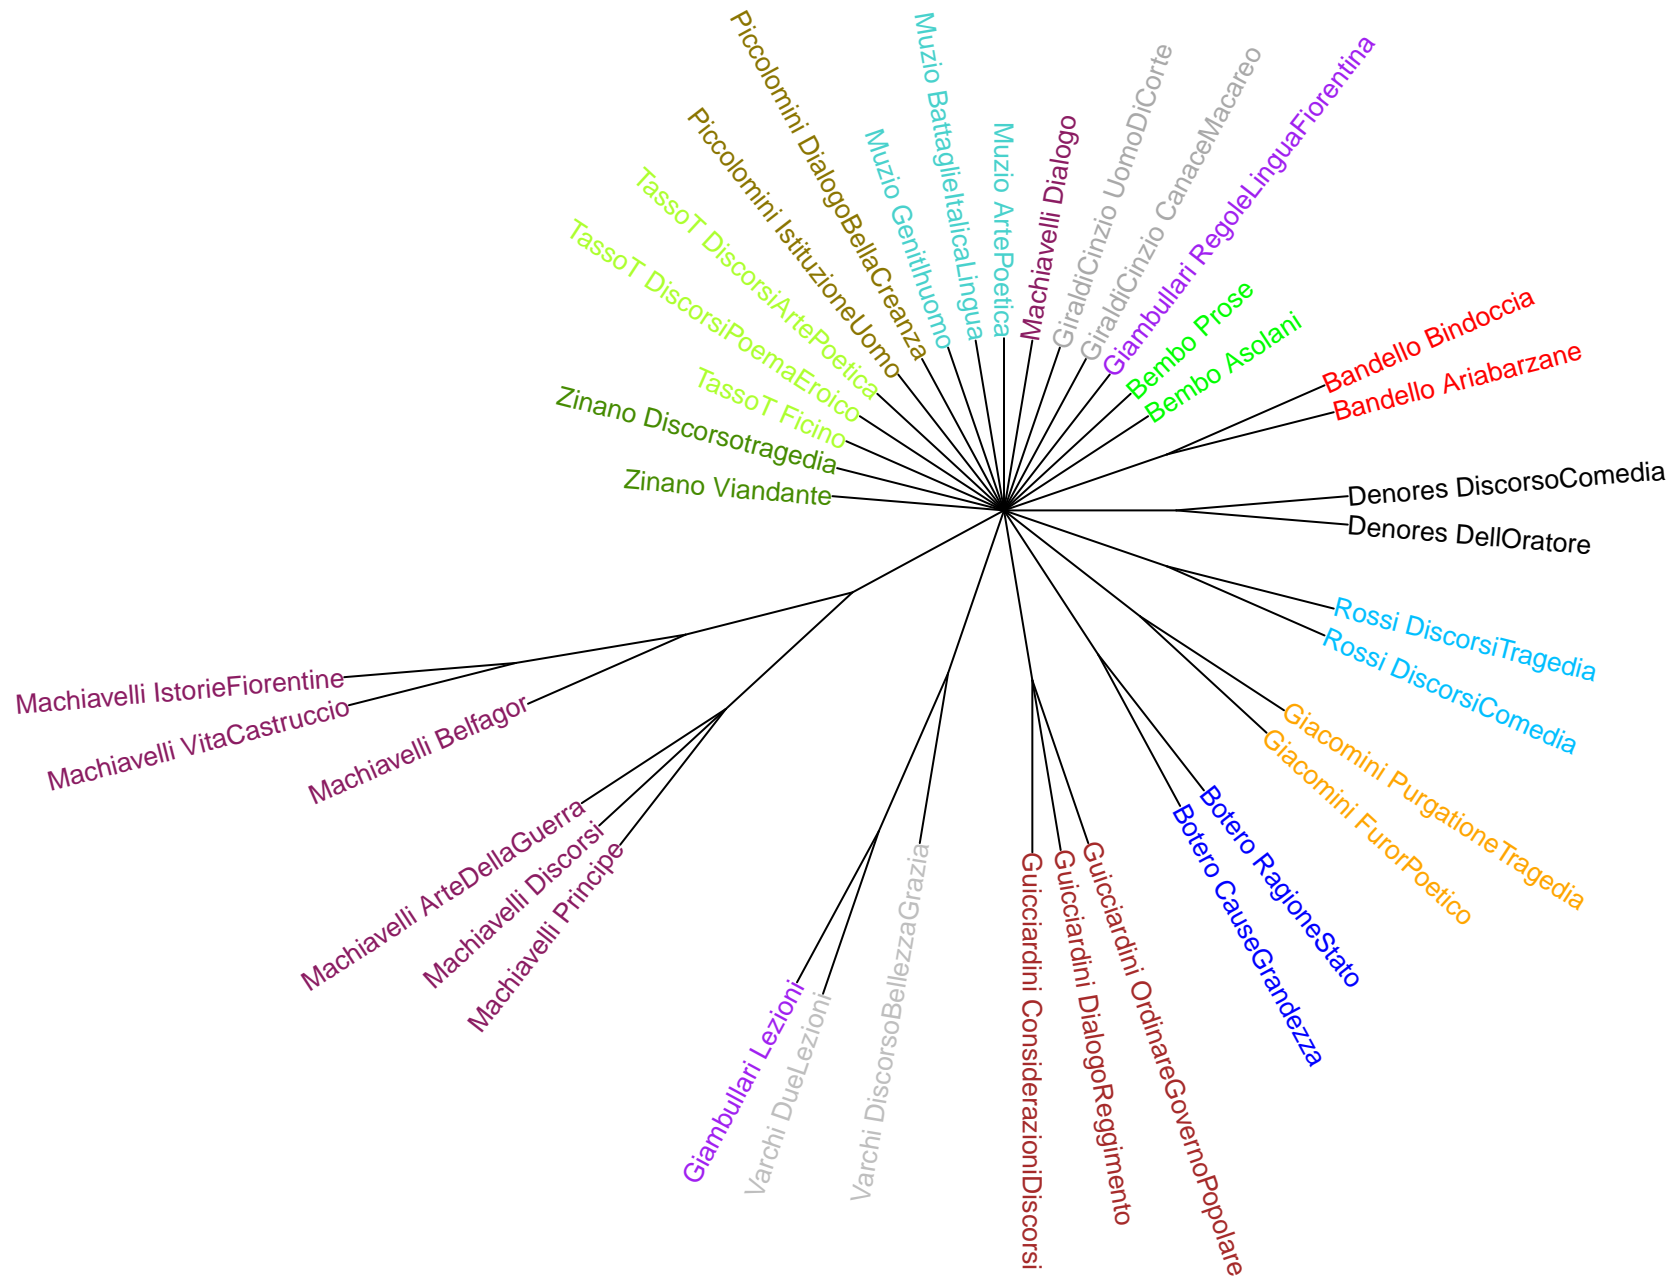 Piccolomini DialogoBellaCreanza
Muzio BattaglieItalicaLingua
Muzio ArtePoetica
Machiavelli Dialogo
GiraldiCinzio UomoDiCorte
GiraldiCinzio CanaceMacareo
Giambullari RegoleLinguaFiorentina
Piccolomini IstituzioneUomo
Muzio Genitlhuomo
TassoT DiscorsiArtePoetica
TassoT DiscorsiPoemaEroico
TassoT Ficino
Zinano Discorsotragedia
Zinano Viandante
Bembo Prose
Bembo Asolani
Bandello Bindoccia
Bandello Ariabarzane
Denores DiscorsoComedia
Denores DellOratore
Rossi DiscorsiTragedia
Rossi DiscorsiComedia
Giacomini PurgationeTragedia
Giacomini FurorPoetico
Botero RagioneStato
Botero CauseGrandezza
Guicciardini OrdinareGovernoPopolare
Guicciardini DialogoReggimento
Guicciardini ConsiderazioniDiscorsi
Varchi DiscorsoBellezzaGrazia
Varchi DueLezioni
Giambullari Lezioni
Machiavelli Principe
Machiavelli Discorsi
Machiavelli ArteDellaGuerra
Machiavelli Belfagor
Machiavelli VitaCastruccio
Machiavelli IstorieFiorentine